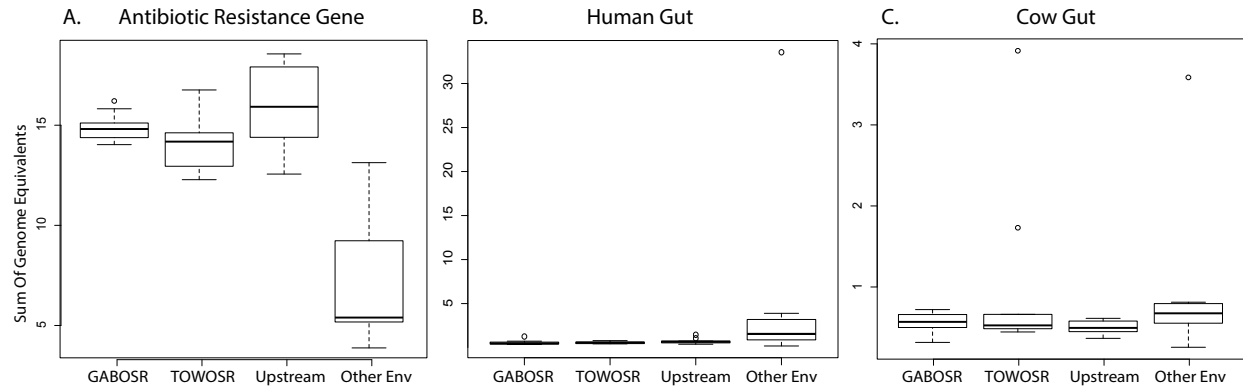 A. Antibiotic Resistance Gene
B. Human Gut
C. Cow Gut
Sum Of Genome Equivalents
15
10
5
GABOSR TOWOSR Upstream Other Env
30
25
20
15
10
5
GABOSR TOWOSR Upstream Other Env
4
3
2
1
GABOSR TOWOSR Upstream Other Env